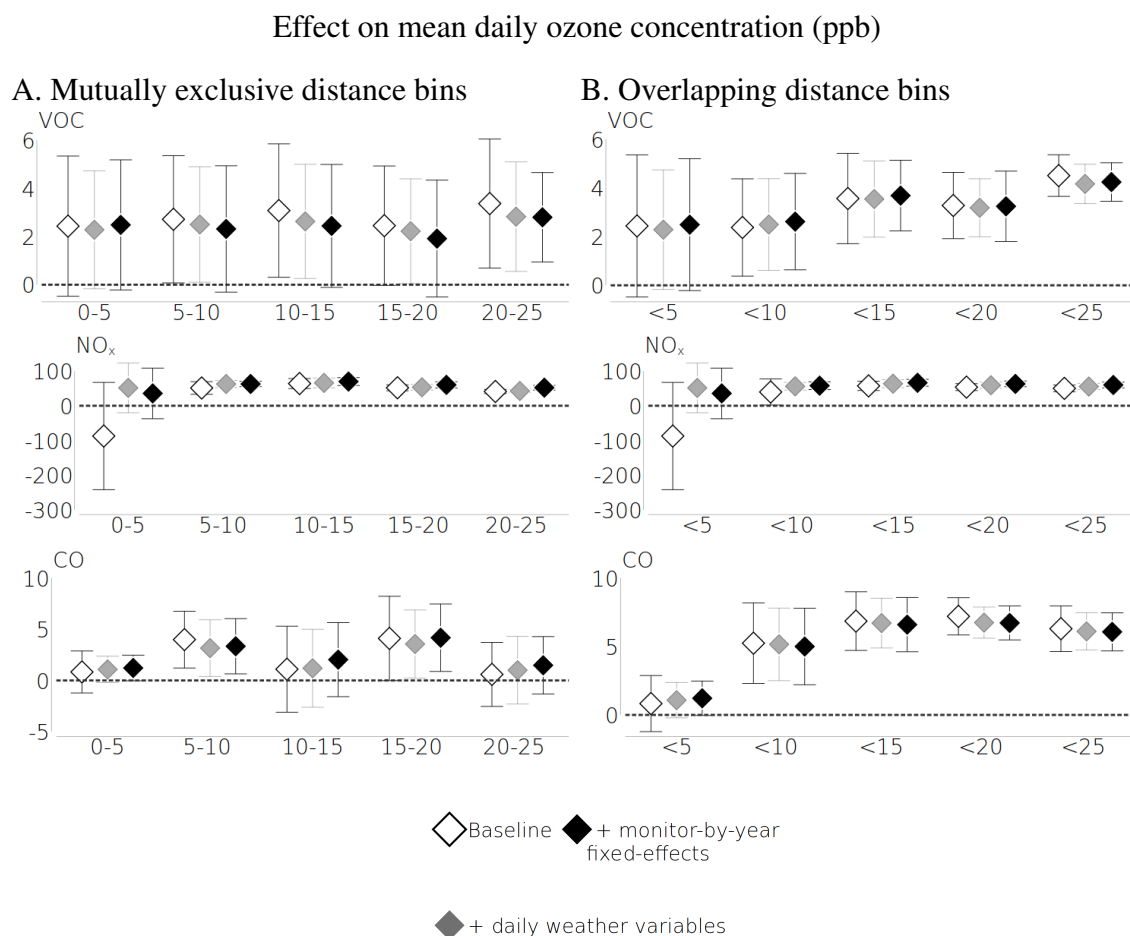 Effect on mean daily ozone concentration (ppb)
A. Mutually exclusive distance bins
VOC
6
4
2
0
0-5 5-10 10-15 15-20 20-25
NOx
100
0
-100
-200
-300
0-5 5-10 10-15 15-20 20-25
CO
10
5
0
-5
0-5 5-10 10-15 15-20 20-25
B. Overlapping distance bins
VOC
6
4
2
0
<5 <10 <15 <20 <25
NOx
100
0
-100
-200
-300
<5 <10 <15 <20 <25
CO
10
5
0
<5 <10 <15 <20 <25
Baseline
+ monitor-by-year
fixed-effects
+ daily weather variables